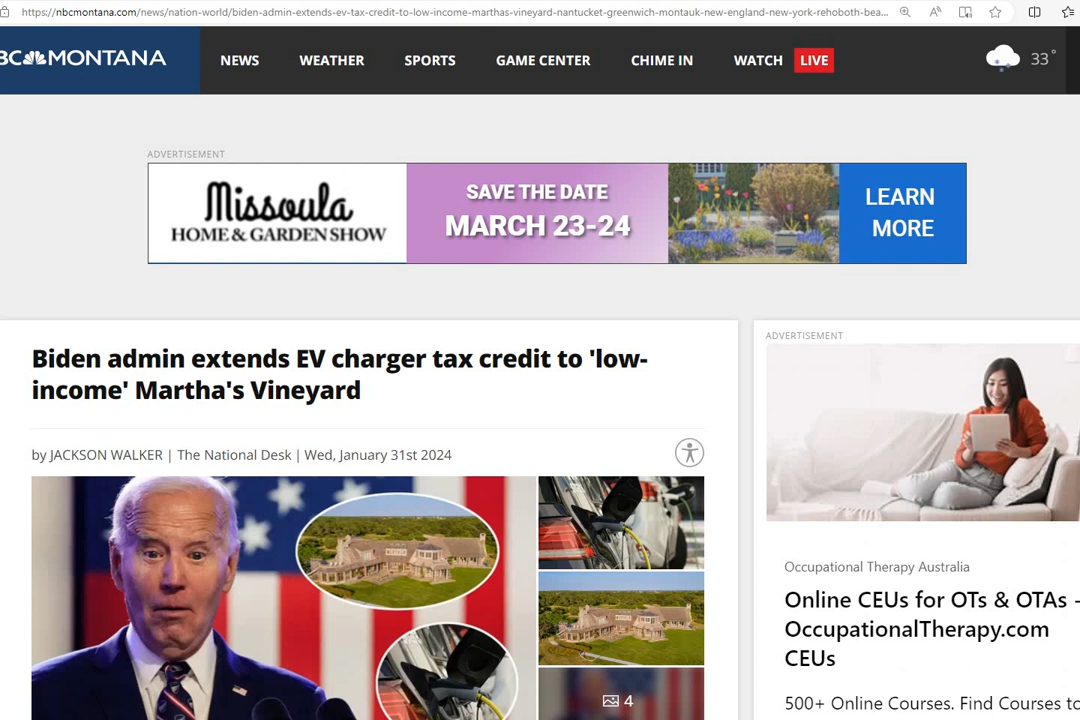 https://nbcmontana.com/news/nation-world/biden-admin-extends-ev-tax-credit-to-low-income-marthas-vineyard-nantucket-greenwich-montauk-new-england-new-york-rehoboth-bea...
BC MONTANA
NEWS
WEATHER
SPORTS
GAME CENTER
CHIME IN
WATCH
LIVE
33°
ADVERTISEMENT
Missoula
HOME & GARDEN SHOW
SAVE THE DATE
MARCH 23-24
LEARN
MORE
Biden admin extends EV charger tax credit to 'low-
income' Martha's Vineyard
by JACKSON WALKER | The National Desk | Wed, January 31st 2024
4
ADVERTISEMENT
Occupational Therapy Australia
Online CEUs for OTs & OTAs -
OccupationalTherapy.com
CEUs
500+ Online Courses. Find Courses to